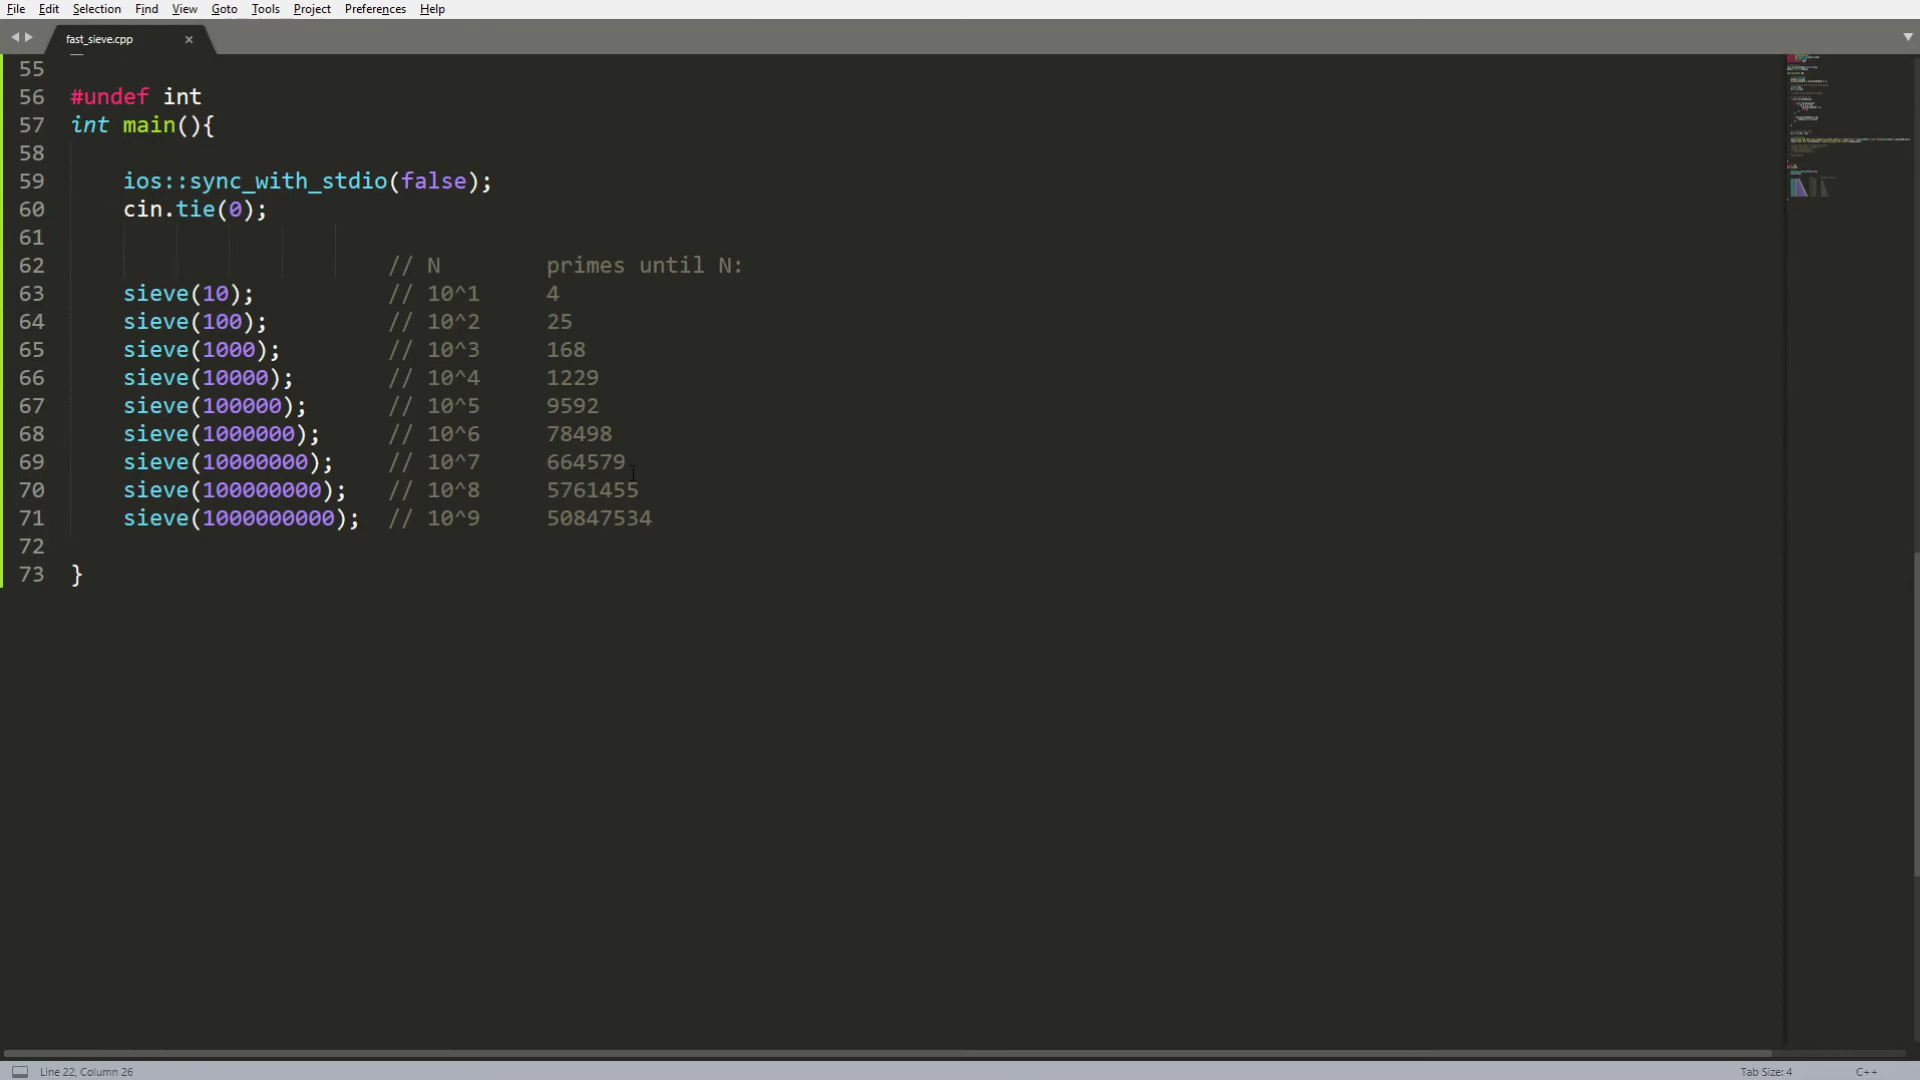 File Edit Selection Find View Goto Tools Project Preferences Help
fast_sieve.cpp ×
55
56 #undef int
57 int main(){
58
59 ios::sync_with_stdio(false);
60 cin.tie(0);
61
62 // N primes until N:
63 sieve(10); // 10^1 4
64 sieve(100); // 10^2 25
65 sieve(1000); // 10^3 168
66 sieve(10000); // 10^4 1229
67 sieve(100000); // 10^5 9592
68 sieve(1000000); // 10^6 78498
69 sieve(10000000); // 10^7 664579
70 sieve(100000000); // 10^8 5761455
71 sieve(1000000000); // 10^9 50847534
72
73 }
Line 22, Column 26 Tab Size: 4 C++